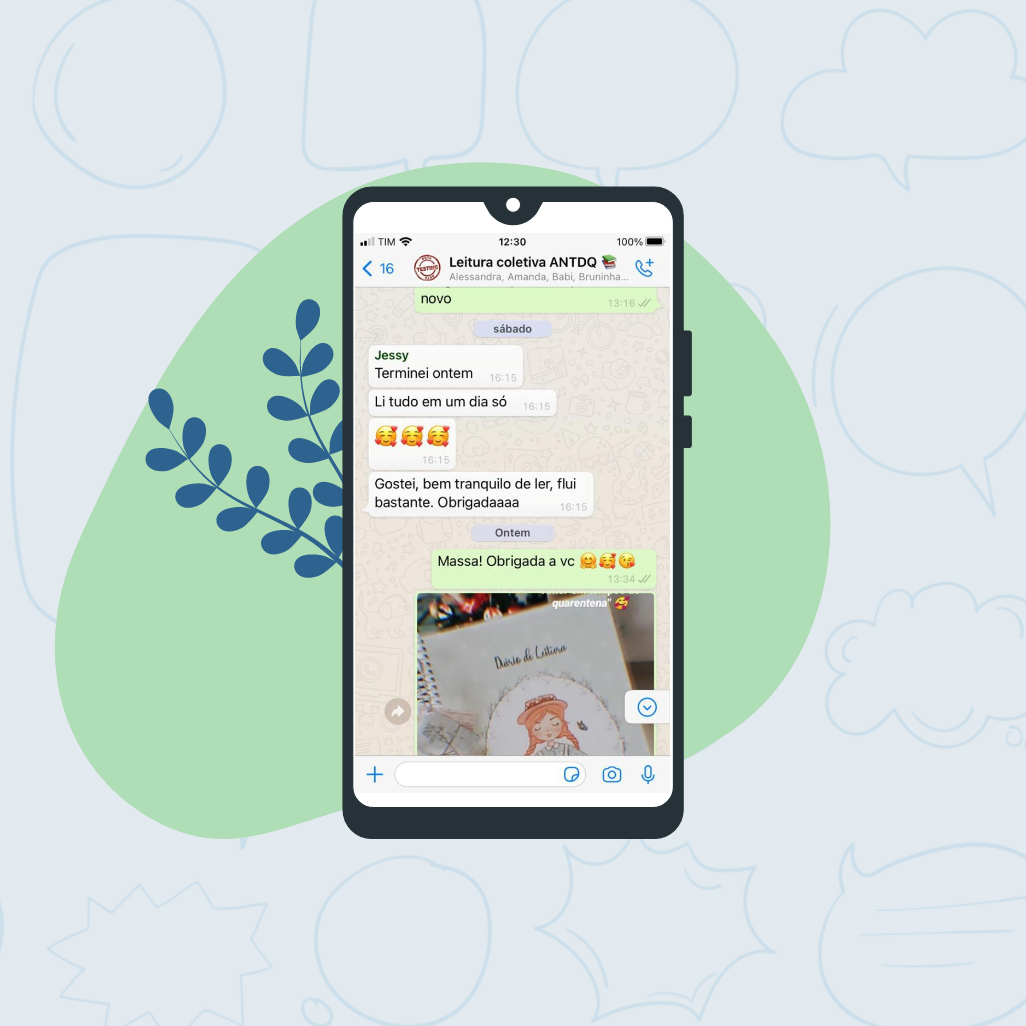 TIM 12:30 100%
16
TESTING
Leitura coletiva ANTDQ 📚
Alessandra, Amanda, Babi, Bruninha...
novo
13:16
sábado
Jessy
Terminei ontem
16:15
Li tudo em um dia só
16:15
🥰🥰🥰
16:15
Gostei, bem tranquilo de ler, flui
bastante. Obrigadaaaa
16:15
Ontem
Massa! Obrigada a vc 🤗🥰😘
13:34
quarentena" 🥰
Diário de Leitura